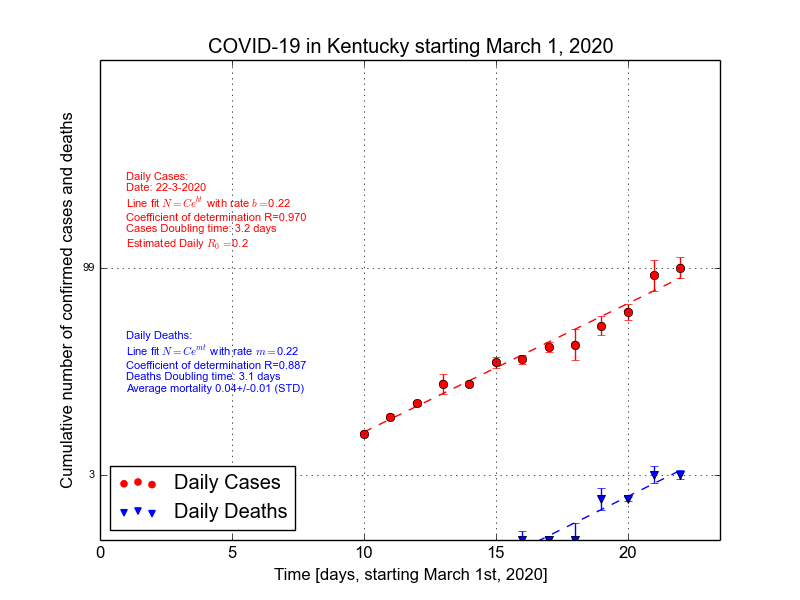 COVID-19 in Kentucky starting March 1, 2020
Cumulative number of confirmed cases and deaths
Daily Cases:
Date: 22-3-2020
Line fit N = Ce^{bt} with rate b = 0.22
Coefficient of determination R=0.970
Cases Doubling time: 3.2 days
Estimated Daily R_0 = 0.2
99
Daily Deaths:
Line fit N = Ce^{mt} with rate m = 0.22
Coefficient of determination R=0.887
Deaths Doubling time: 3.1 days
Average mortality 0.04+/-0.01 (STD)
3
Daily Cases
Daily Deaths
0 5 10 15 20
Time [days, starting March 1st, 2020]